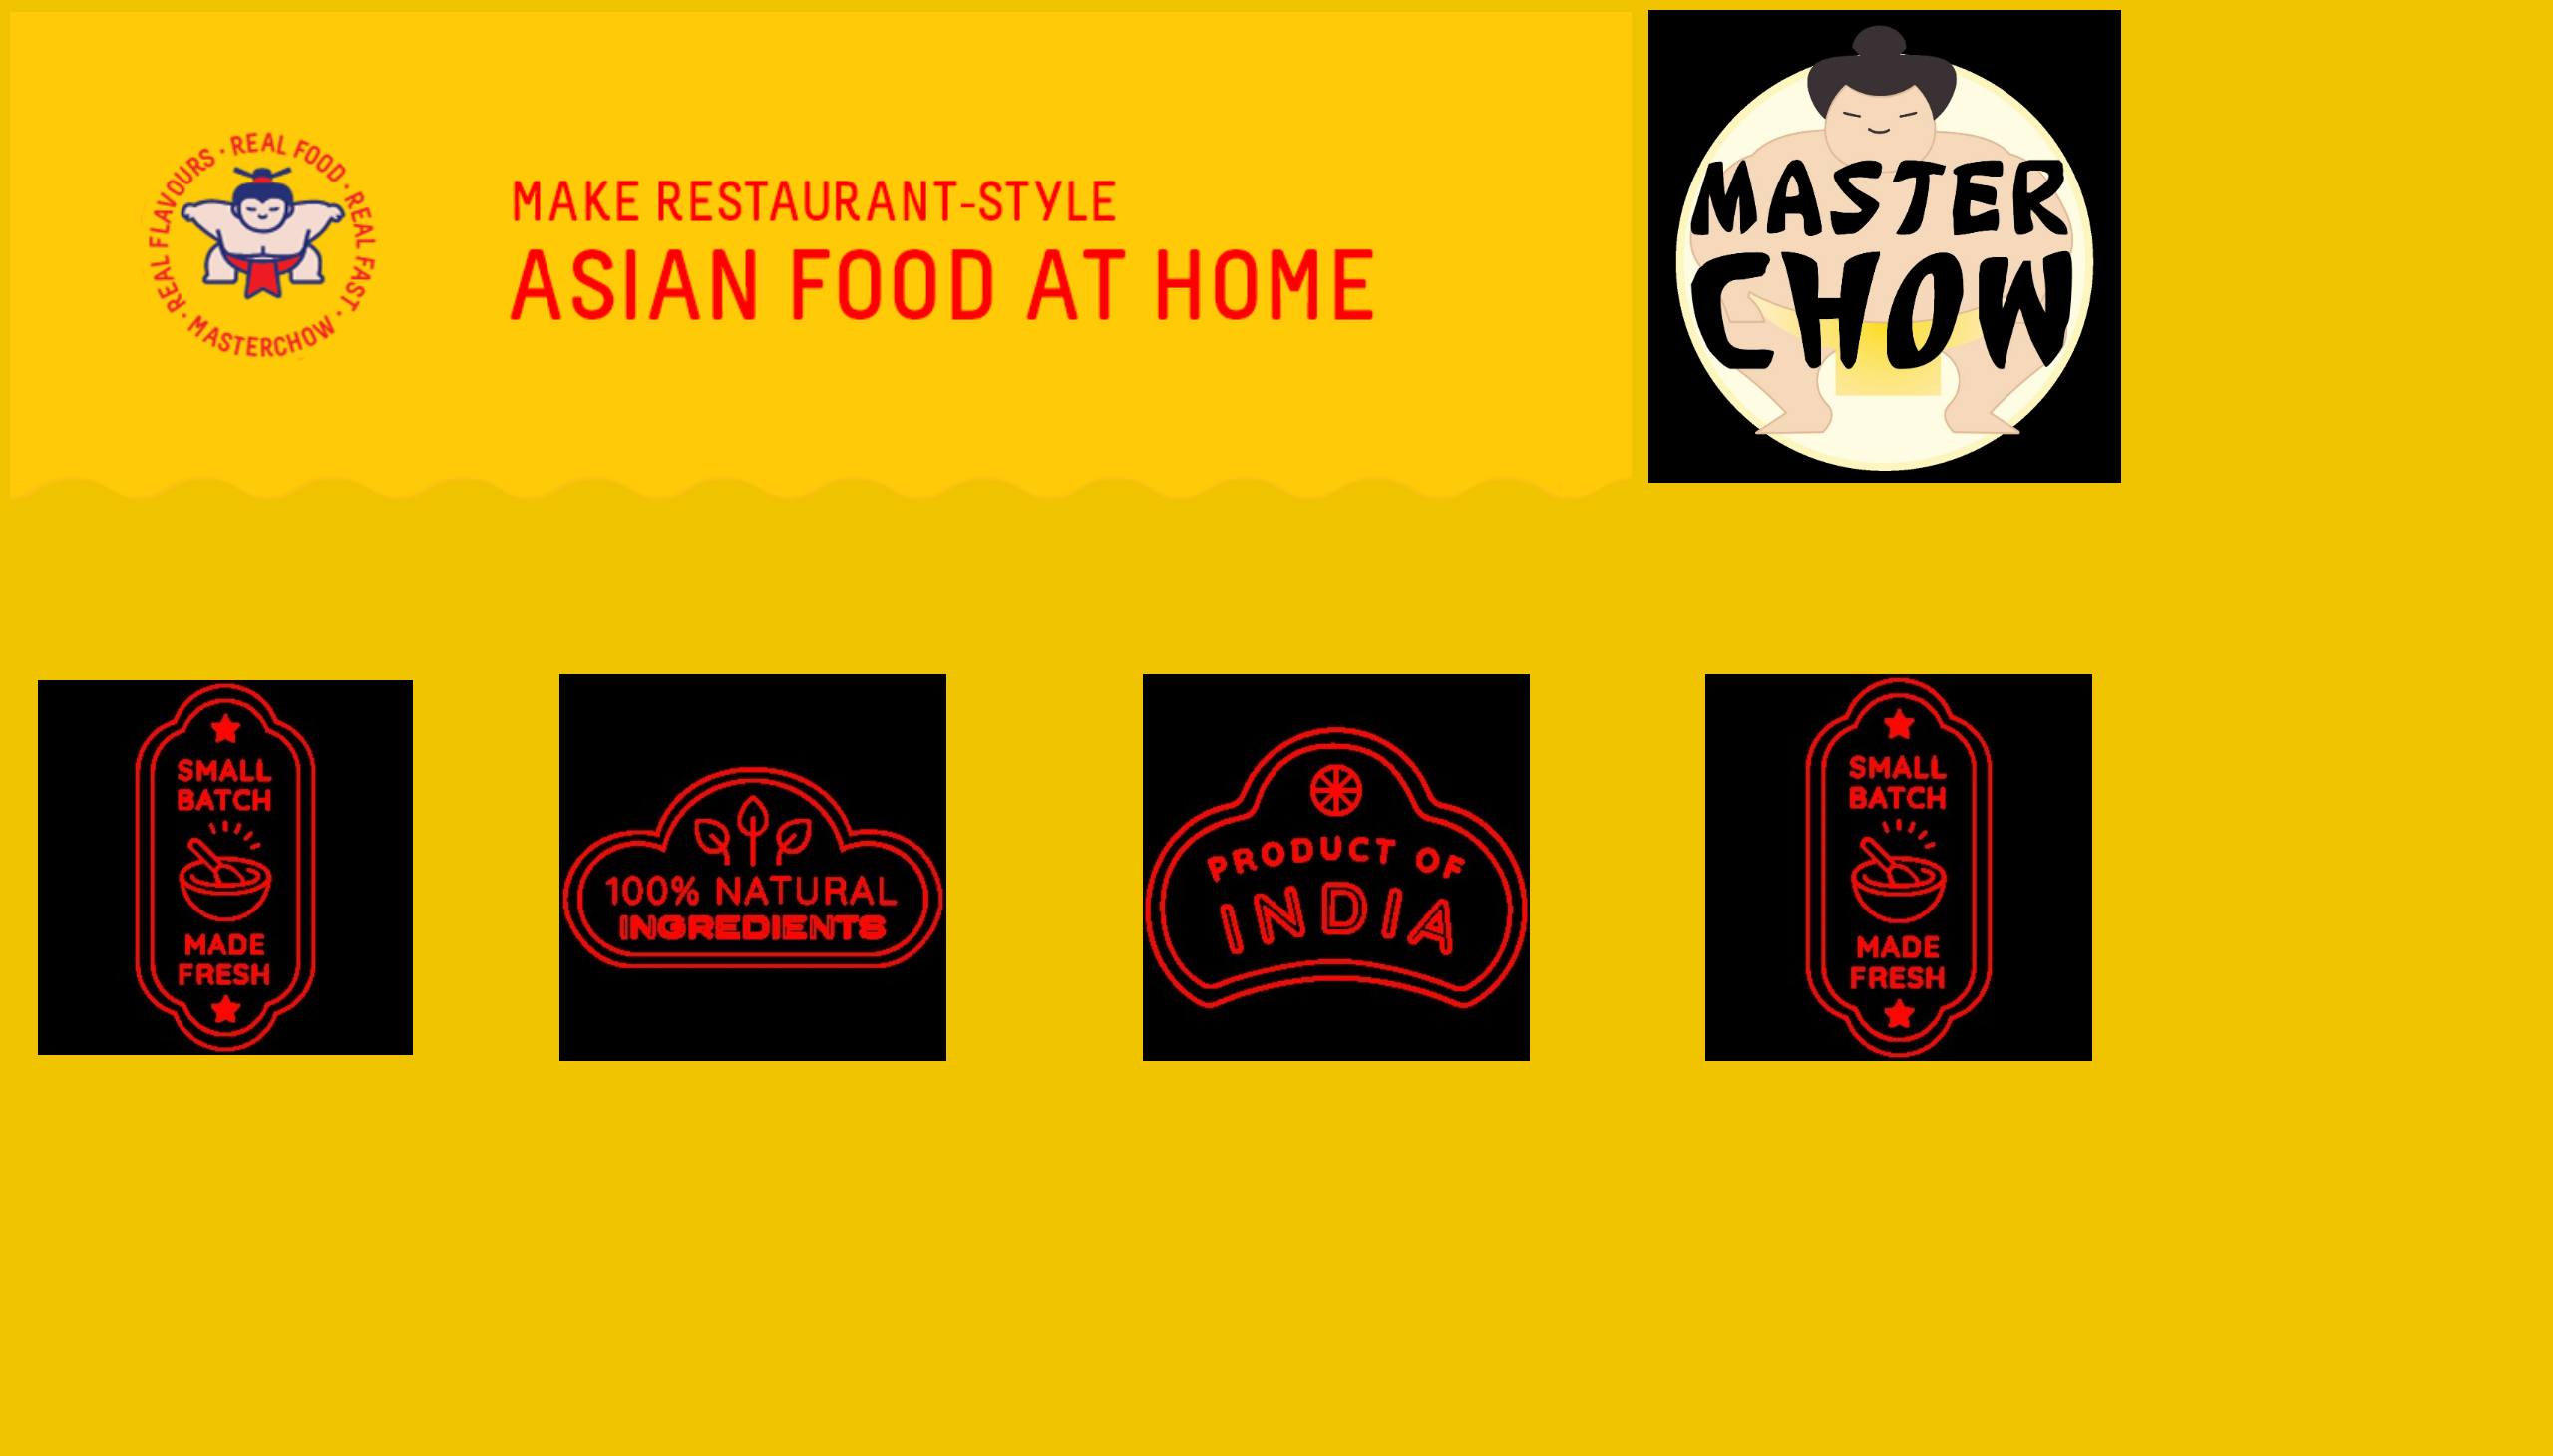 REAL FLAVOURS · REAL FOOD · REAL FAST · MASTERCHOW ·
MAKE RESTAURANT-STYLE
ASIAN FOOD AT HOME
MASTER
CHOW
SMALL
BATCH
MADE
FRESH
100% NATURAL
INGREDIENTS
PRODUCT OF
INDIA
SMALL
BATCH
MADE
FRESH